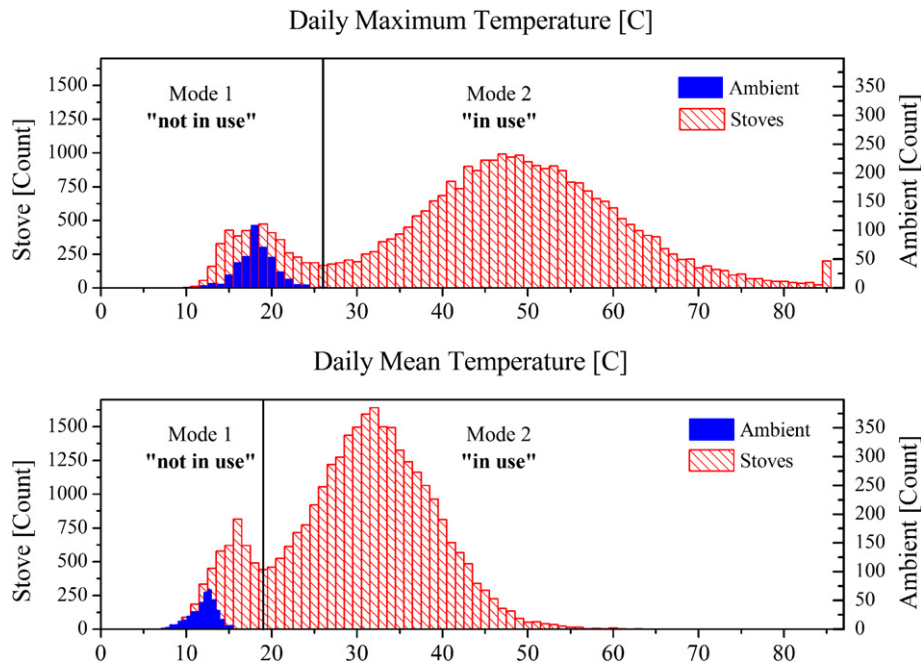 Daily Maximum Temperature [C]
Stove [Count]
1500
1250
1000
750
500
250
0
Mode 1
"not in use"
Mode 2
"in use"
Ambient
Stoves
350
300
250
200
150
100
50
0
Ambient [Count]
0 10 20 30 40 50 60 70 80
Daily Mean Temperature [C]
Stove [Count]
1500
1250
1000
750
500
250
0
Mode 1
"not in use"
Mode 2
"in use"
Ambient
Stoves
350
300
250
200
150
100
50
0
Ambient [Count]
0 10 20 30 40 50 60 70 80